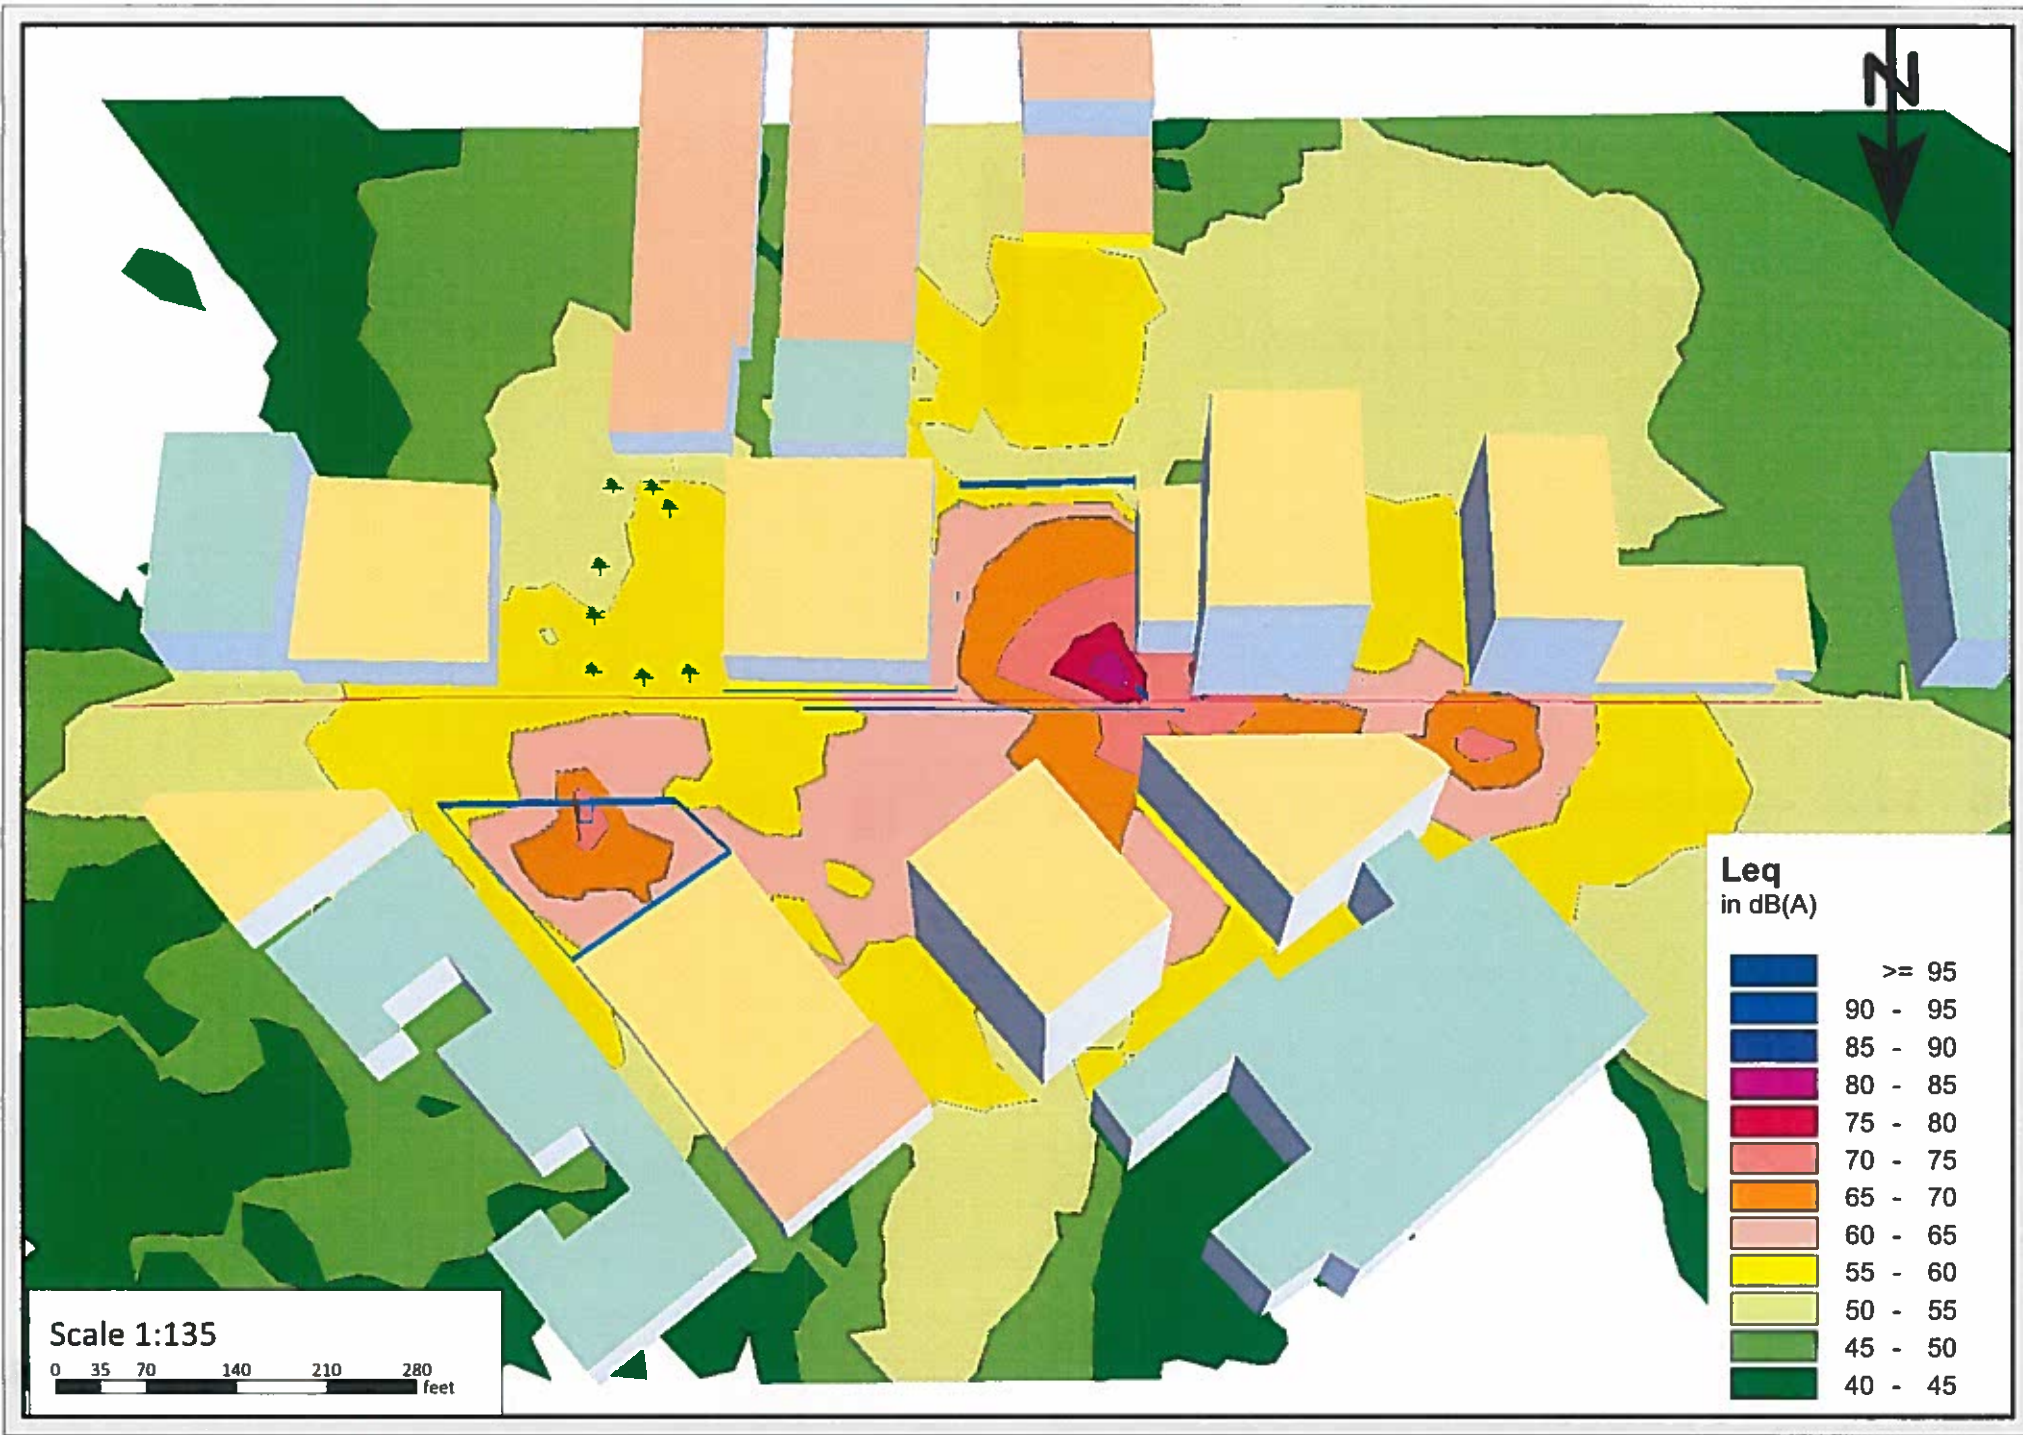 N
Leq
in dB(A)
>= 95
90 - 95
85 - 90
80 - 85
75 - 80
70 - 75
65 - 70
60 - 65
55 - 60
50 - 55
45 - 50
40 - 45
Scale 1:135
0 35 70 140 210 280
feet